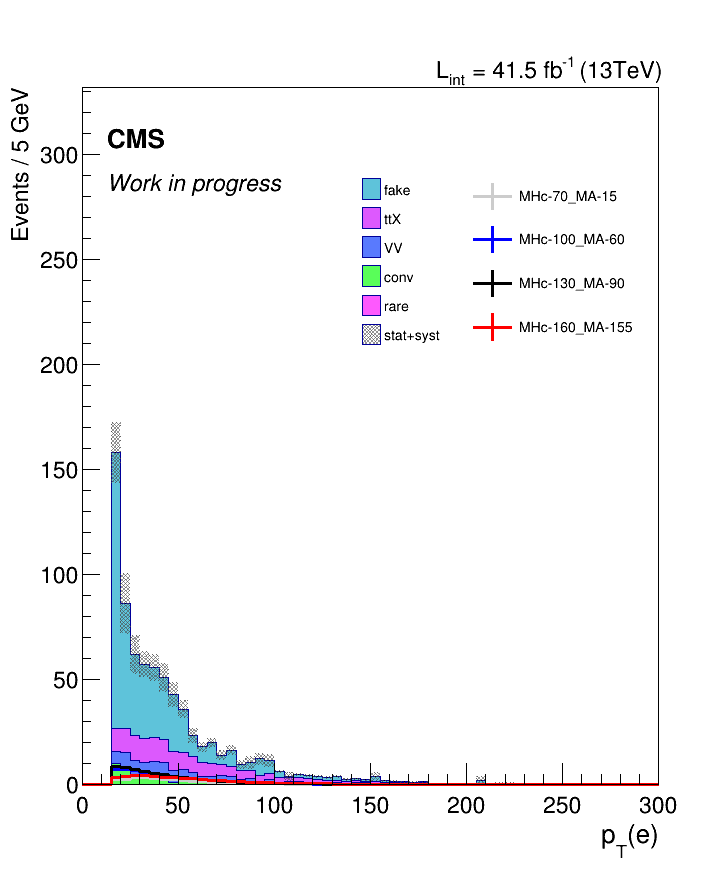 L_int = 41.5 fb^-1 (13TeV)
Events / 5 GeV
CMS
Work in progress
fake
ttX
VV
conv
rare
stat+syst
MHc-70_MA-15
MHc-100_MA-60
MHc-130_MA-90
MHc-160_MA-155
300
250
200
150
100
50
0
0 50 100 150 200 250 300
p_T(e)